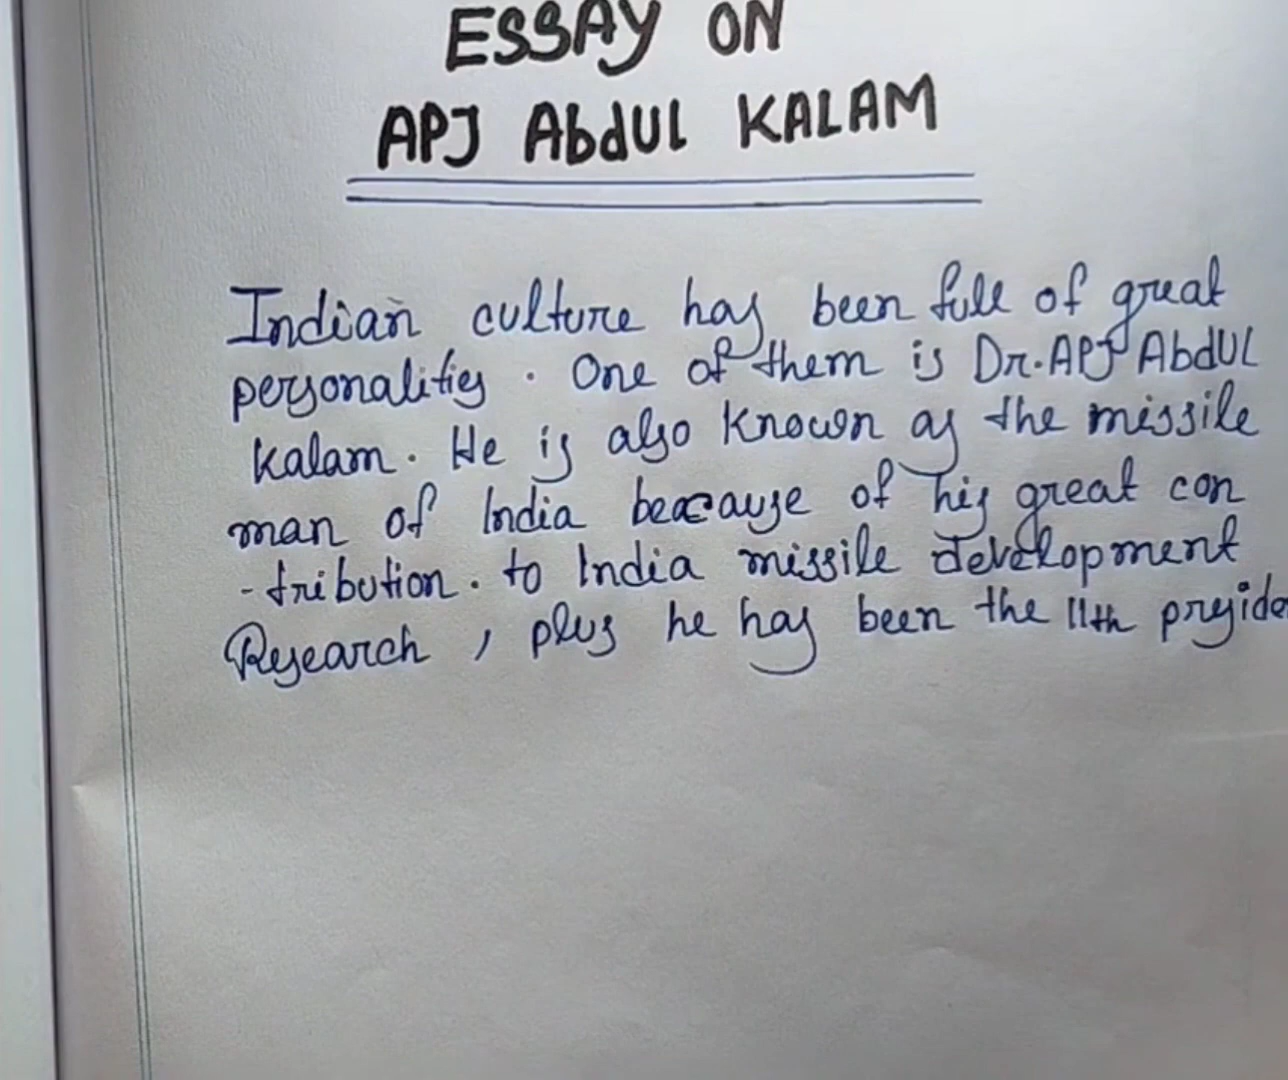 ESSAY ON
APJ AbdUL KALAM
Indian culture has been full of great
personalities . One of them is Dr. APJ AbdUL
Kalam. He is also known as the missile
man of India because of his great con
-tribution. to India missile development
Research , plus he has been the 11th preside